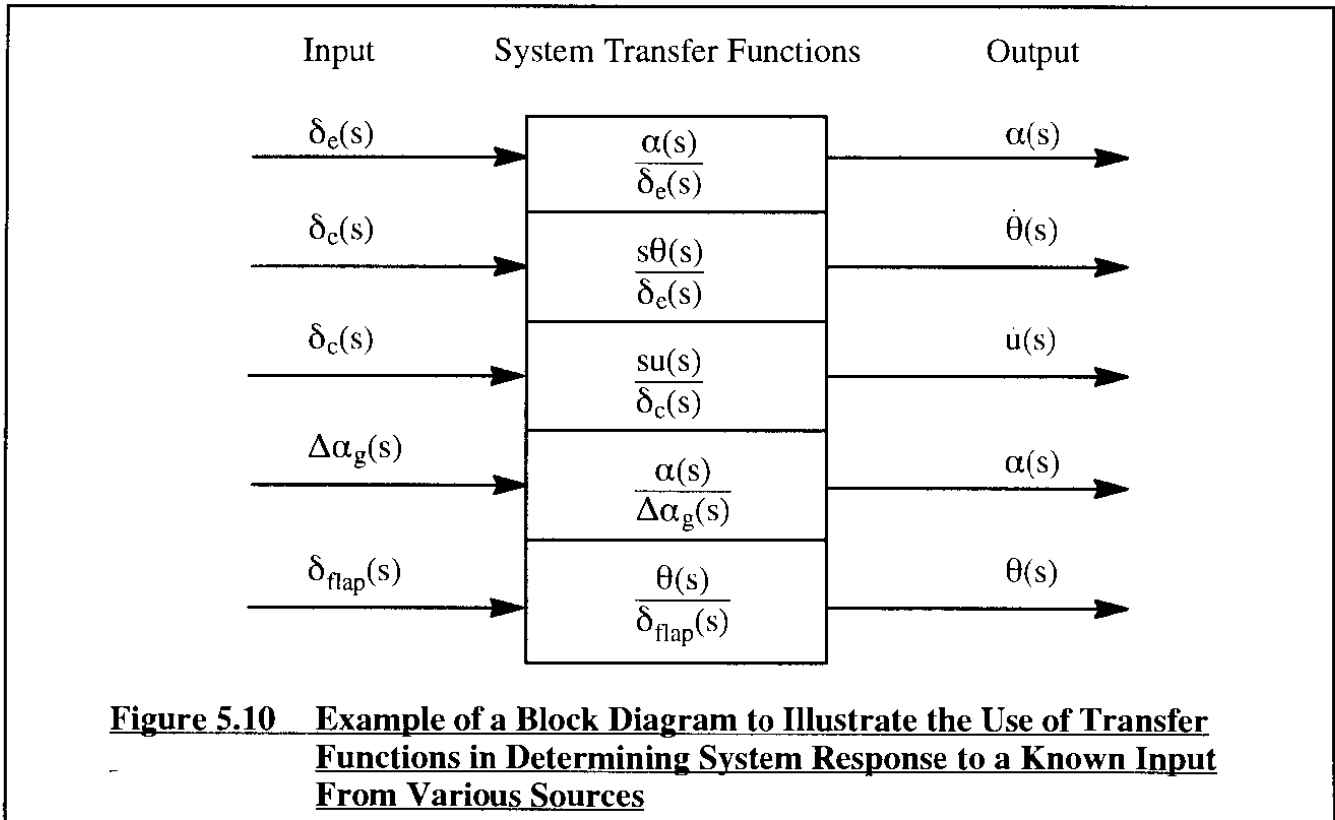 Input System Transfer Functions Output
δe(s) α(s) α(s)
δe(s)
δc(s) sθ(s) θ̇(s)
δe(s)
δc(s) su(s) u̇(s)
δc(s)
Δαg(s) α(s) α(s)
Δαg(s)
δflap(s) θ(s) θ(s)
δflap(s)
Figure 5.10 Example of a Block Diagram to Illustrate the Use of Transfer
Functions in Determining System Response to a Known Input
From Various Sources